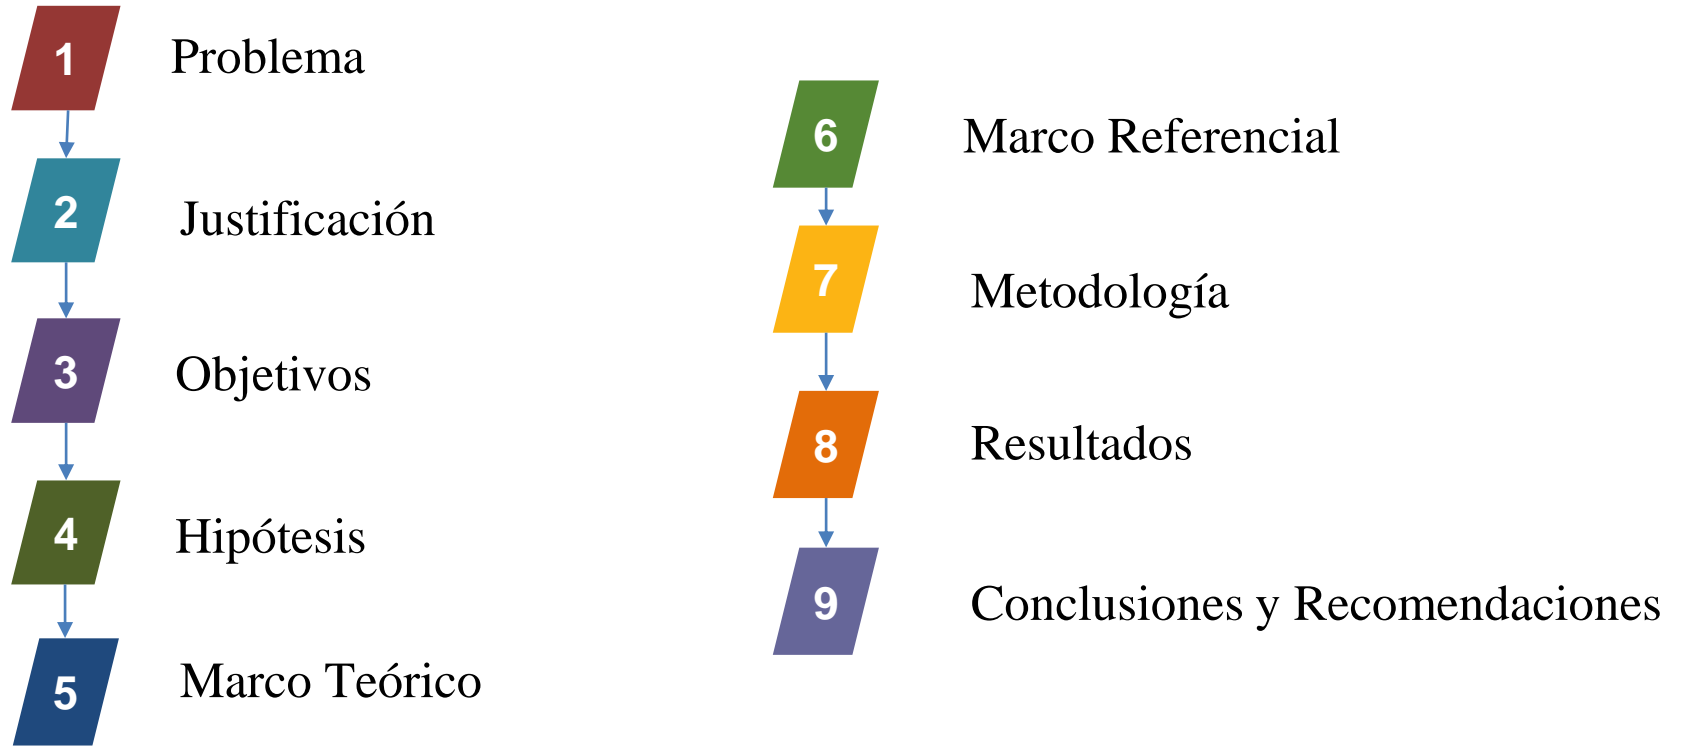 1 Problema
2 Justificación
3 Objetivos
4 Hipótesis
5 Marco Teórico
6 Marco Referencial
7 Metodología
8 Resultados
9 Conclusiones y Recomendaciones